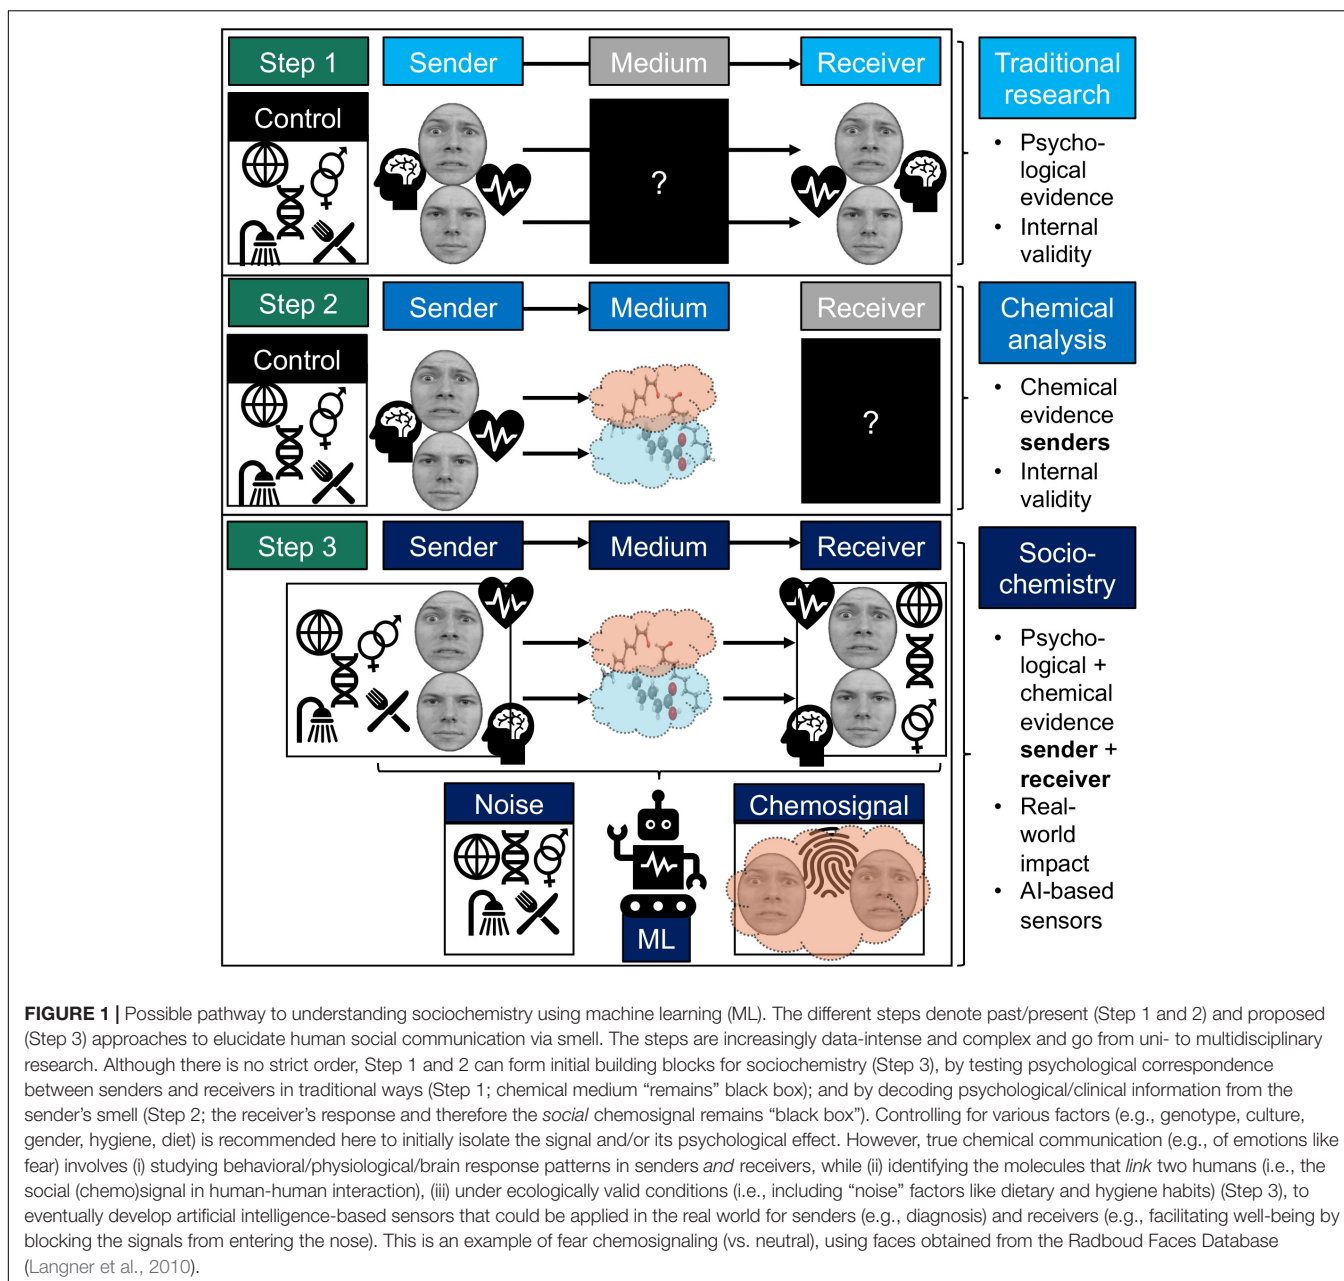 Step 1
Sender
Medium
Receiver
Traditional
research
Control
?
• Psycho-
logical
evidence
• Internal
validity
Step 2
Sender
Medium
Receiver
Chemical
analysis
Control
?
• Chemical
evidence
senders
• Internal
validity
Step 3
Sender
Medium
Receiver
Socio-
chemistry
• Psycho-
logical +
chemical
evidence
sender +
receiver
• Real-
world
impact
• AI-based
sensors
Noise
Chemosignal
ML
FIGURE 1 | Possible pathway to understanding sociochemistry using machine learning (ML). The different steps denote past/present (Step 1 and 2) and proposed
(Step 3) approaches to elucidate human social communication via smell. The steps are increasingly data-intense and complex and go from uni- to multidisciplinary
research. Although there is no strict order, Step 1 and 2 can form initial building blocks for sociochemistry (Step 3), by testing psychological correspondence
between senders and receivers in traditional ways (Step 1; chemical medium “remains” black box); and by decoding psychological/clinical information from the
sender’s smell (Step 2; the receiver’s response and therefore the social chemosignal remains “black box”). Controlling for various factors (e.g., genotype, culture,
gender, hygiene, diet) is recommended here to initially isolate the signal and/or its psychological effect. However, true chemical communication (e.g., of emotions like
fear) involves (i) studying behavioral/physiological/brain response patterns in senders and receivers, while (ii) identifying the molecules that link two humans (i.e., the
social (chemo)signal in human-human interaction), (iii) under ecologically valid conditions (i.e., including “noise” factors like dietary and hygiene habits) (Step 3), to
eventually develop artificial intelligence-based sensors that could be applied in the real world for senders (e.g., diagnosis) and receivers (e.g., facilitating well-being by
blocking the signals from entering the nose). This is an example of fear chemosignaling (vs. neutral), using faces obtained from the Radboud Faces Database
(Langner et al., 2010).